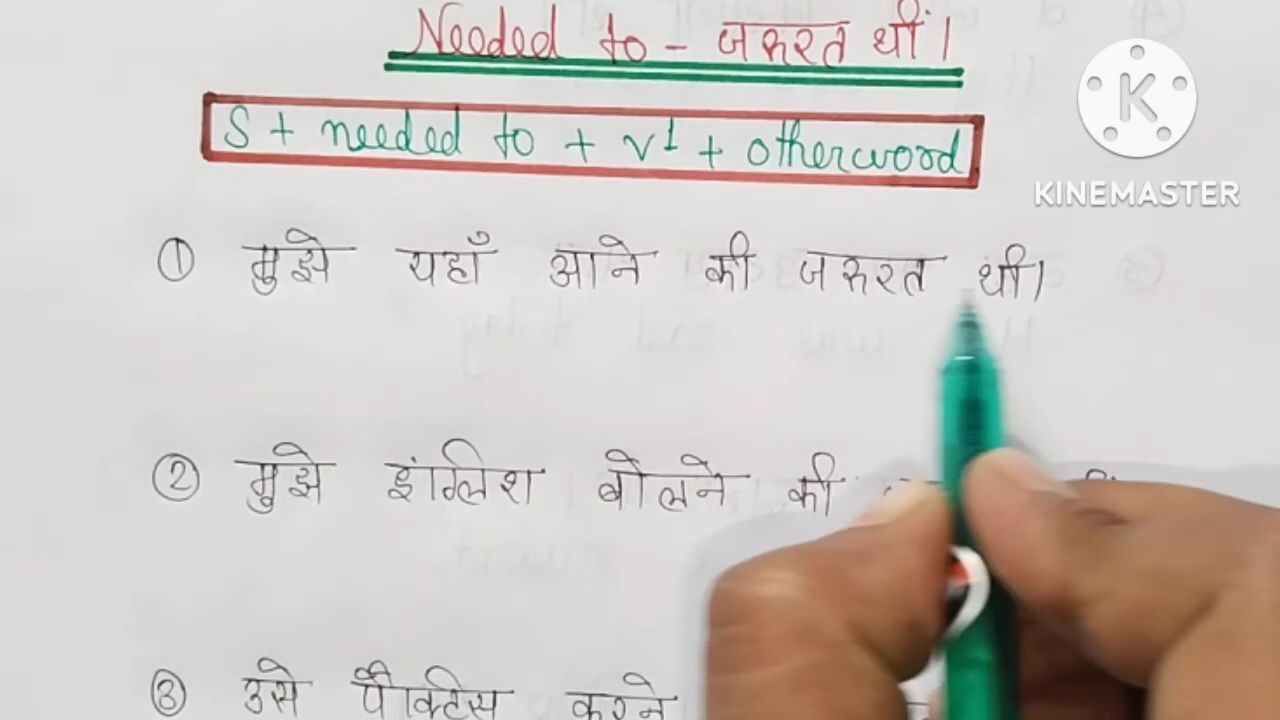 Needed to - जरूरत थी।
S + needed to + v1 + otherword
KINEMASTER
① मुझे यहाँ आने की जरूरत थी।
② मुझे इंग्लिश बोलने की
③ उसे प्रैक्टिस करने